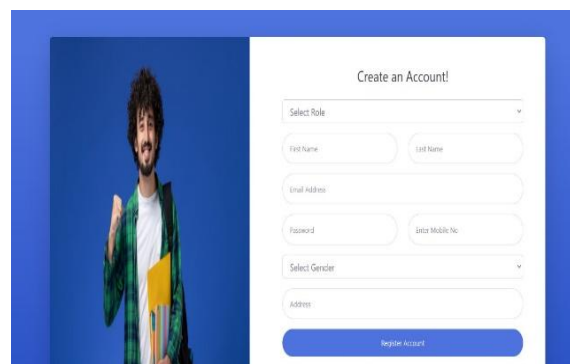 Create an Account!
Select Role
First Name Last Name
Email Address
Password Enter Mobile No
Select Gender
Address
Register Account